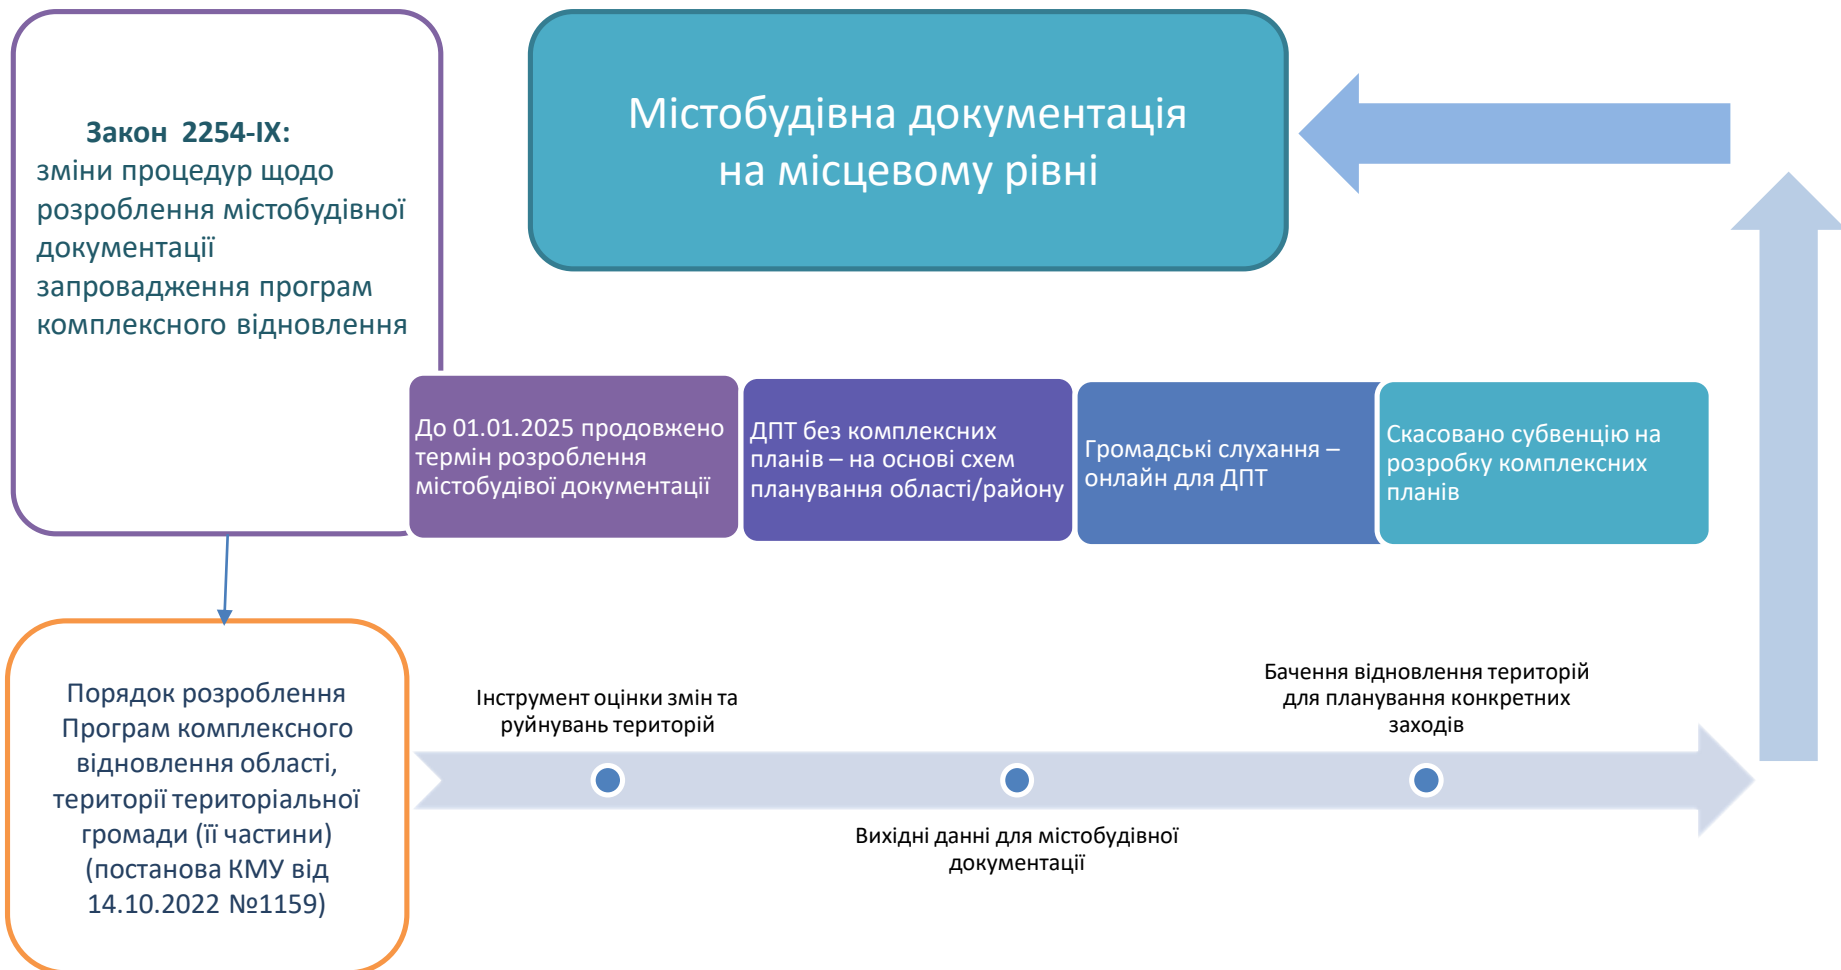 Закон 2254-IX:
зміни процедур щодо
розроблення містобудівної
документації
запровадження програм
комплексного відновлення
Містобудівна документація
на місцевому рівні
До 01.01.2025 продовжено
термін розроблення
містобудівої документації
ДПТ без комплексних
планів – на основі схем
планування області/району
Громадські слухання –
онлайн для ДПТ
Скасовано субвенцію на
розробку комплексних
планів
Порядок розроблення
Програм комплексного
відновлення області,
території територіальної
громади (її частини)
(постанова КМУ від
14.10.2022 №1159)
Інструмент оцінки змін та
руйнувань територій
Вихідні данні для містобудівної
документації
Бачення відновлення територій
для планування конкретних
заходів